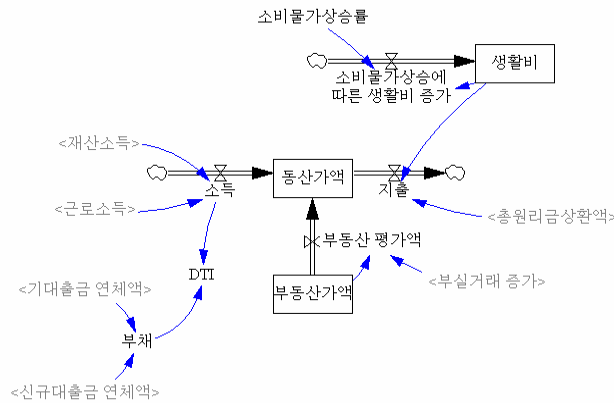 소비물가상승률
생활비
소비물가상승에
따른 생활비 증가
<재산소득>
소득
동산가액
지출
<근로소득>
<총원리금상환액>
부동산 평가액
DTI
<기대출금 연체액>
부동산가액
<부실거래 증가>
부채
<신규대출금 연체액>